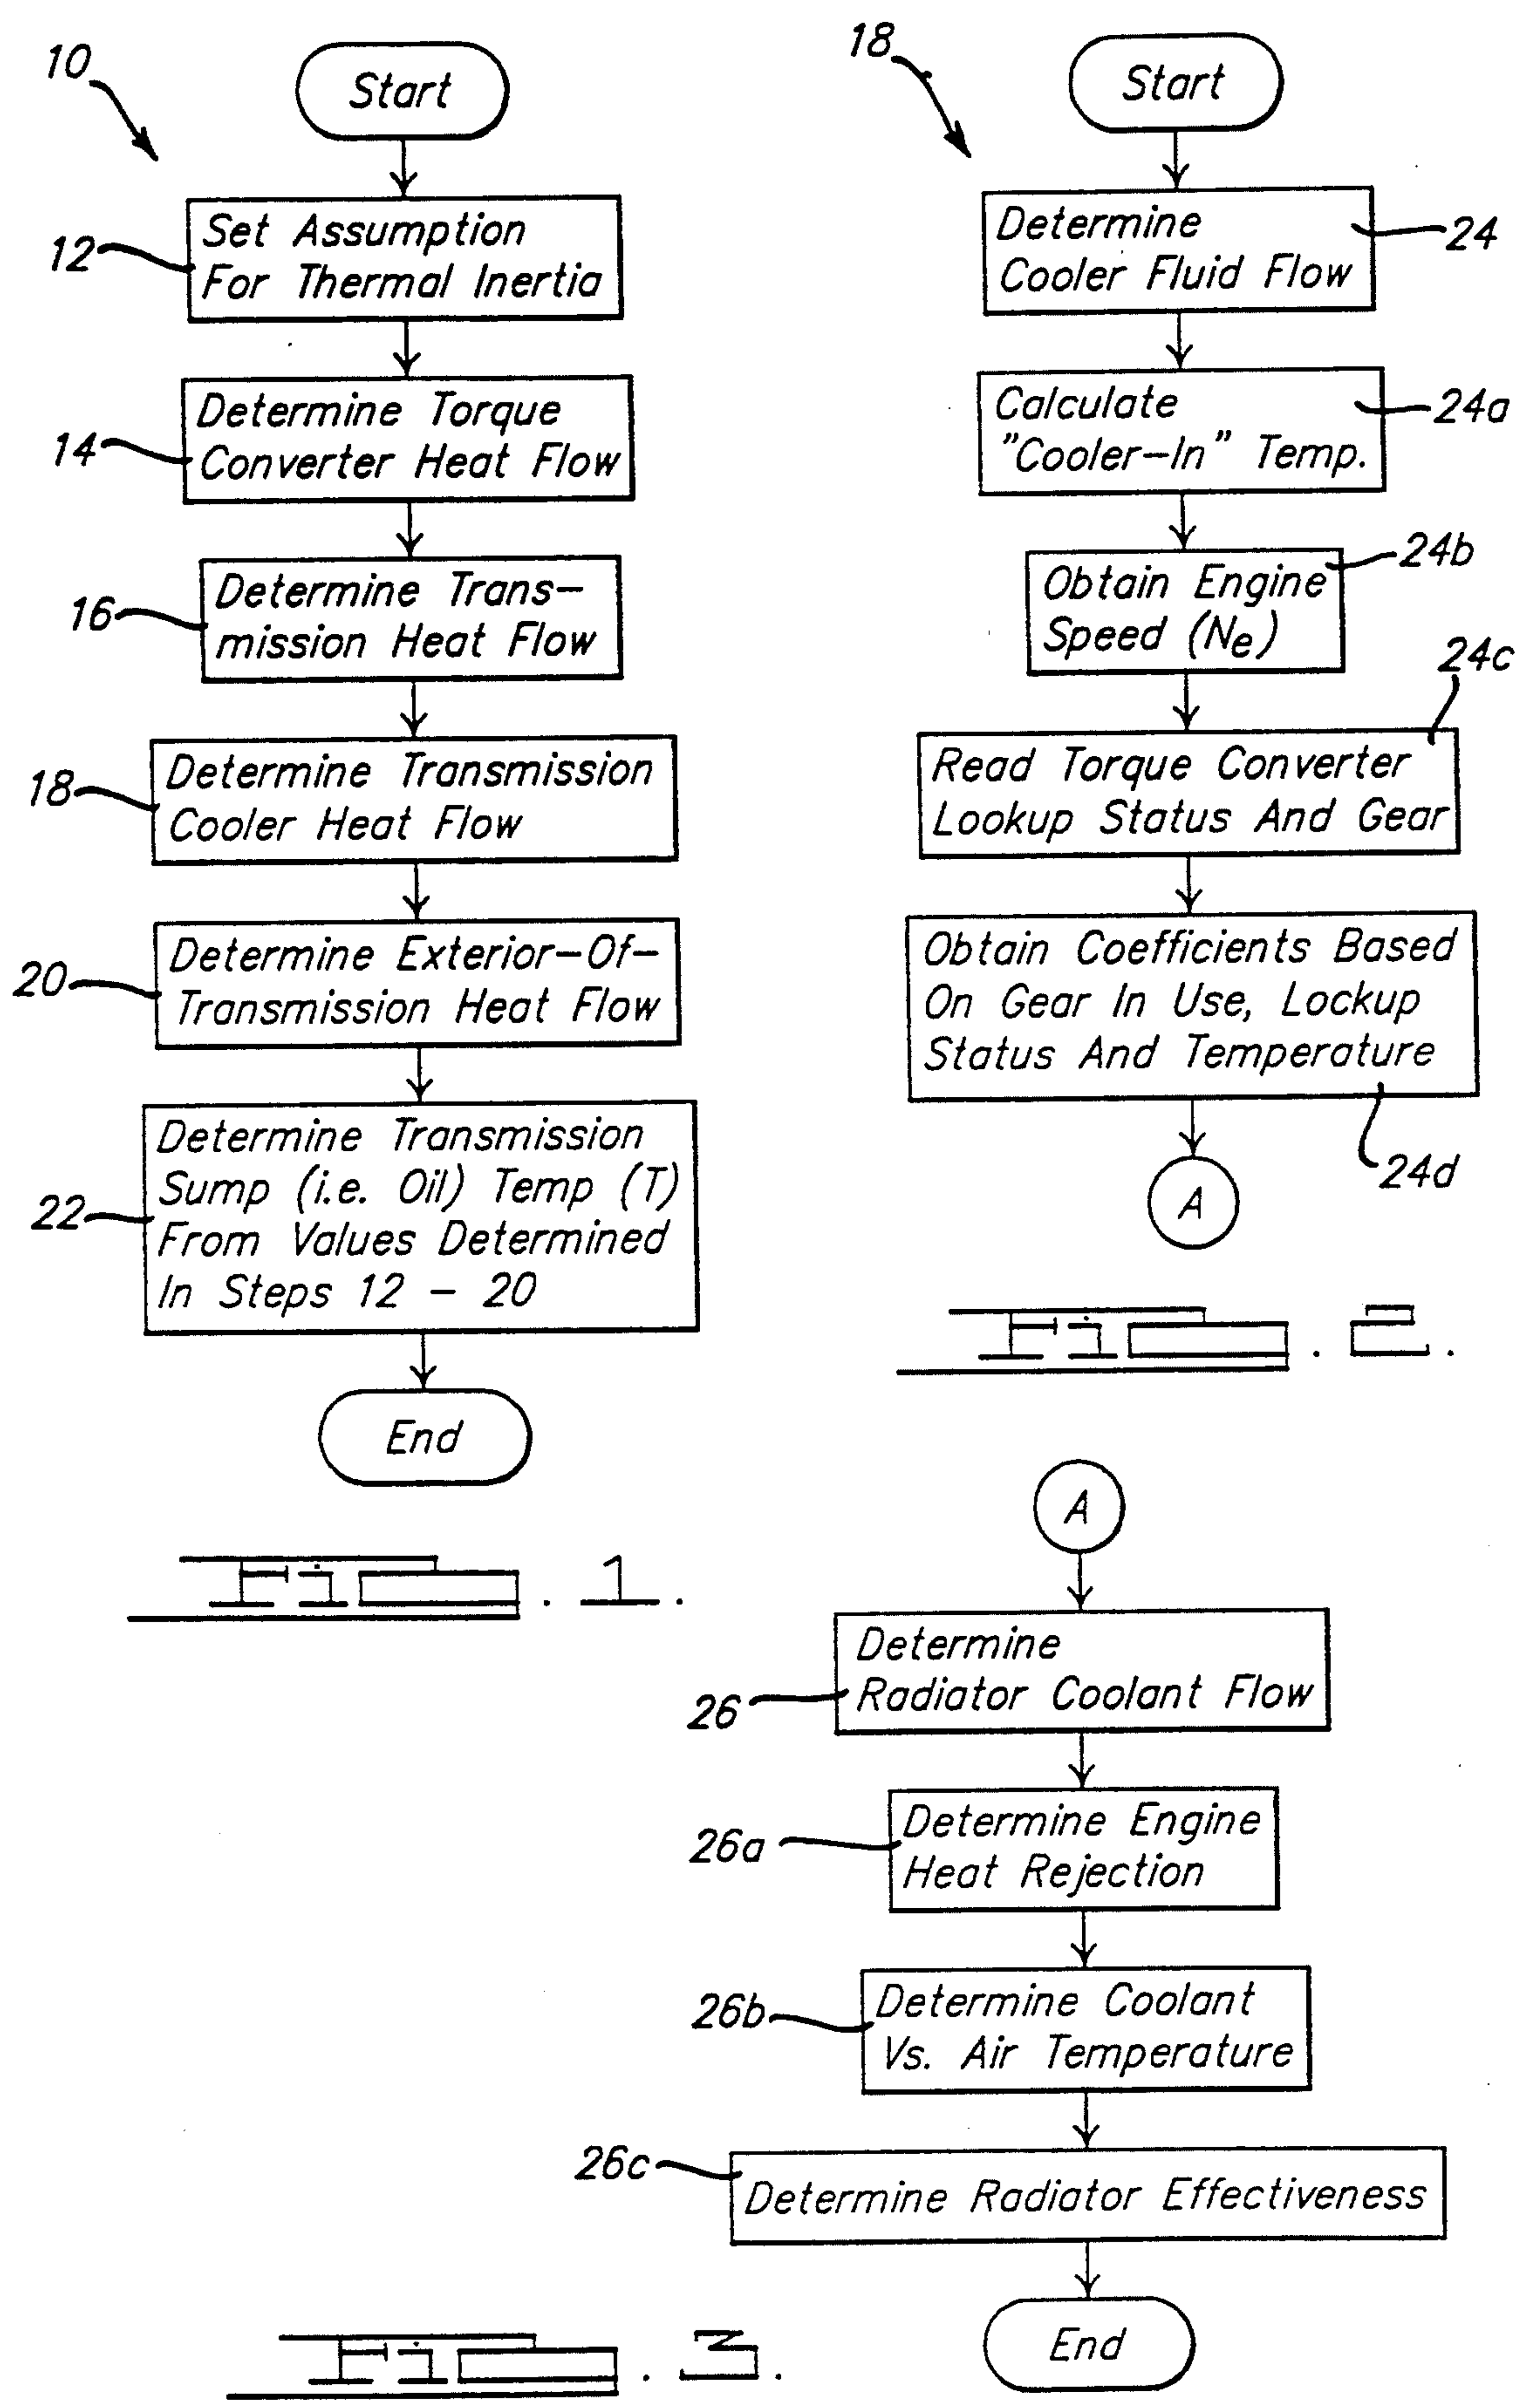 10
Start
12
Set Assumption
For Thermal Inertia
14
Determine Torque
Converter Heat Flow
16
Determine Trans-
mission Heat Flow
18
Determine Transmission
Cooler Heat Flow
20
Determine Exterior-Of-
Transmission Heat Flow
22
Determine Transmission
Sump (i.e. Oil) Temp (T)
From Values Determined
In Steps 12 - 20
End
Fig. 1.
18
Start
Determine
Cooler Fluid Flow
24
Calculate
"Cooler-In" Temp.
24a
Obtain Engine
Speed (Ne)
24b
24c
Read Torque Converter
Lookup Status And Gear
Obtain Coefficients Based
On Gear In Use, Lockup
Status And Temperature
24d
A
Fig. 2.
A
Determine
Radiator Coolant Flow
26
Determine Engine
Heat Rejection
26a
Determine Coolant
Vs. Air Temperature
26b
26c
Determine Radiator Effectiveness
End
Fig. 3.